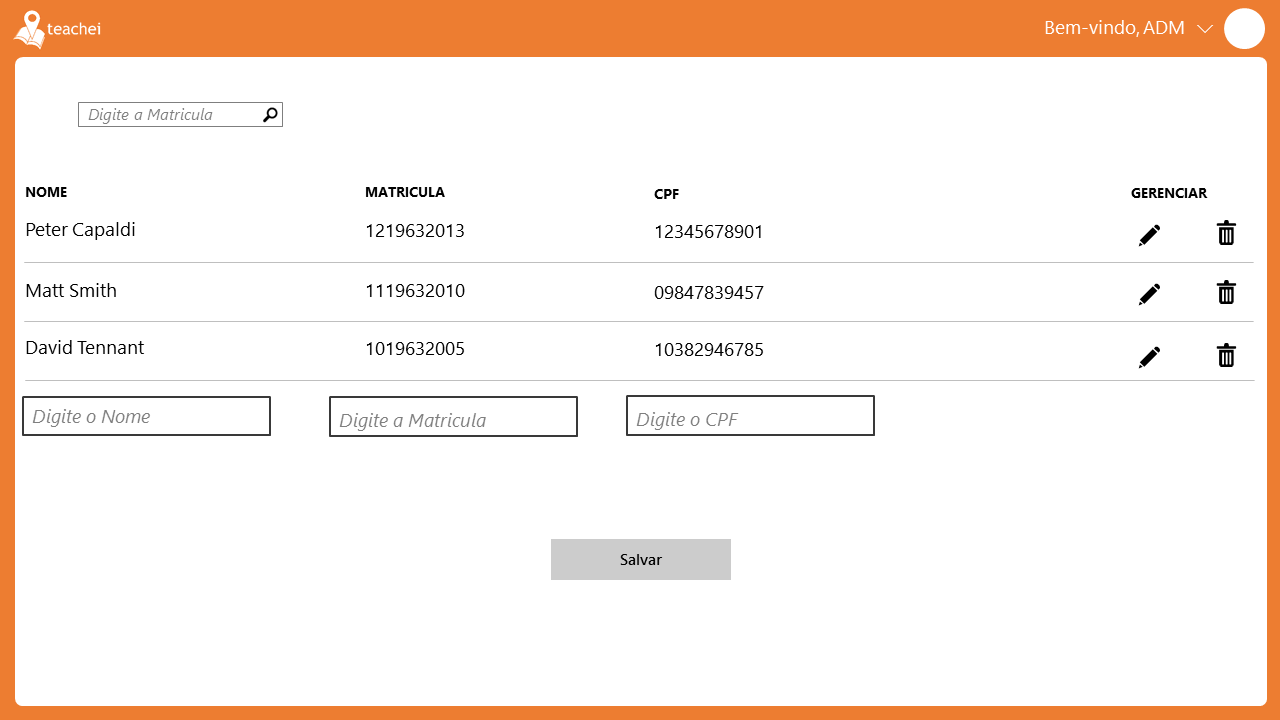 teachei
Bem-vindo, ADM
Digite a Matricula
NOME MATRICULA CPF GERENCIAR
Peter Capaldi 1219632013 12345678901
Matt Smith 1119632010 09847839457
David Tennant 1019632005 10382946785
Digite o Nome Digite a Matricula Digite o CPF
Salvar